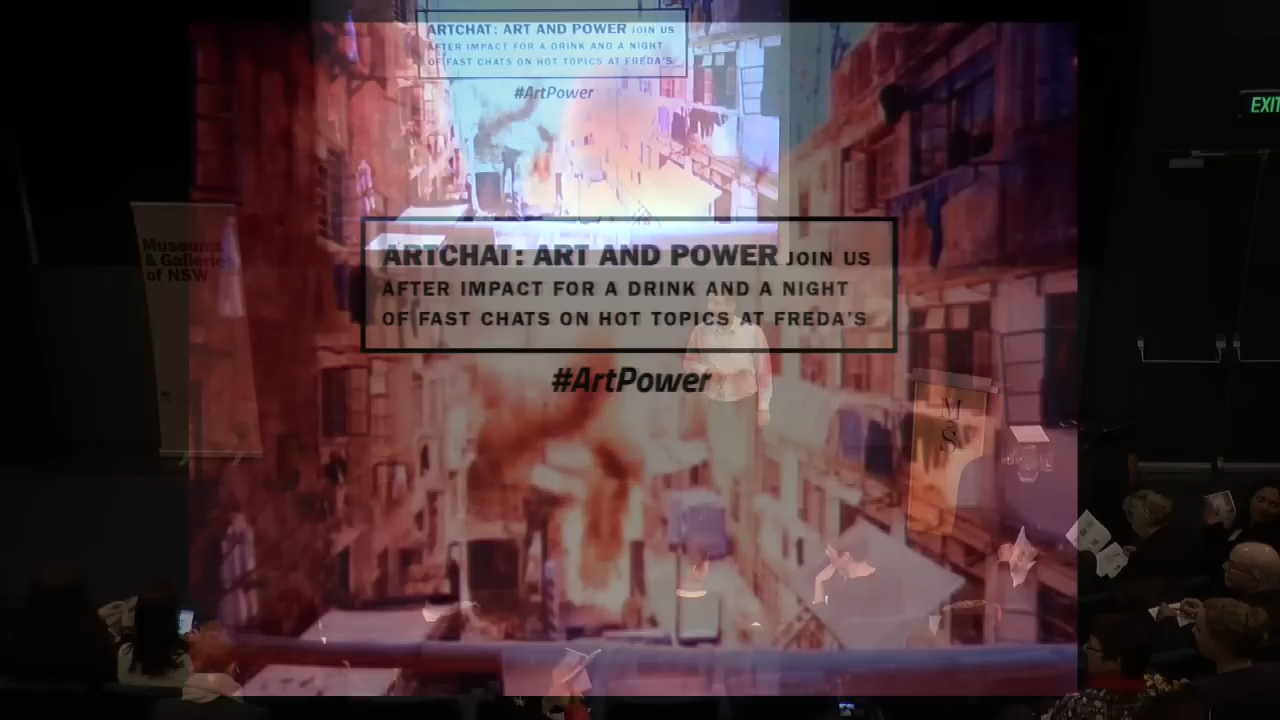 ARTCHAT: ART AND POWER JOIN US
AFTER IMPACT FOR A DRINK AND A NIGHT
OF FAST CHATS ON HOT TOPICS AT FREDA'S
#ArtPower
EXIT
Museums
& Galleries
of NSW
ARTCHAT: ART AND POWER JOIN US
AFTER IMPACT FOR A DRINK AND A NIGHT
OF FAST CHATS ON HOT TOPICS AT FREDA'S
#ArtPower
M
&
S